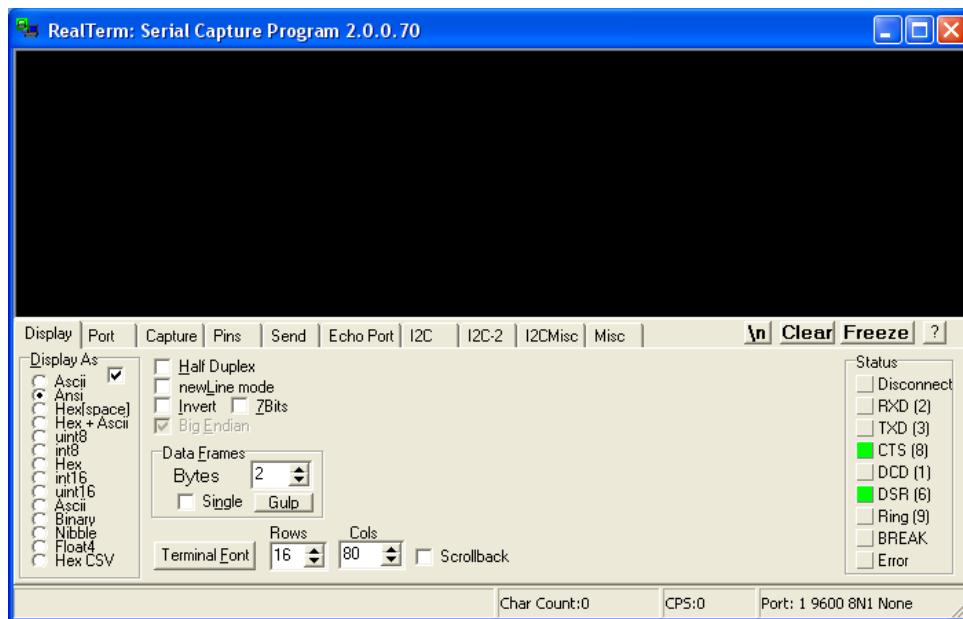 RealTerm: Serial Capture Program 2.0.0.70
Display Port Capture Pins Send Echo Port I2C I2C-2 I2CMisc Misc \n Clear Freeze ?
Display As
Ascii
Ansi
Hex[space]
Hex + Ascii
uint8
int8
Hex
int16
uint16
Ascii
Binary
Nibble
Float4
Hex CSV
Half Duplex
newLine mode
Invert 7Bits
Big Endian
Data Frames
Bytes 2
Single Gulp
Rows Cols
Terminal Font 16 80 Scrollback
Status
Disconnect
RXD (2)
TXD (3)
CTS (8)
DCD (1)
DSR (6)
Ring (9)
BREAK
Error
Char Count:0 CPS:0 Port: 1 9600 8N1 None